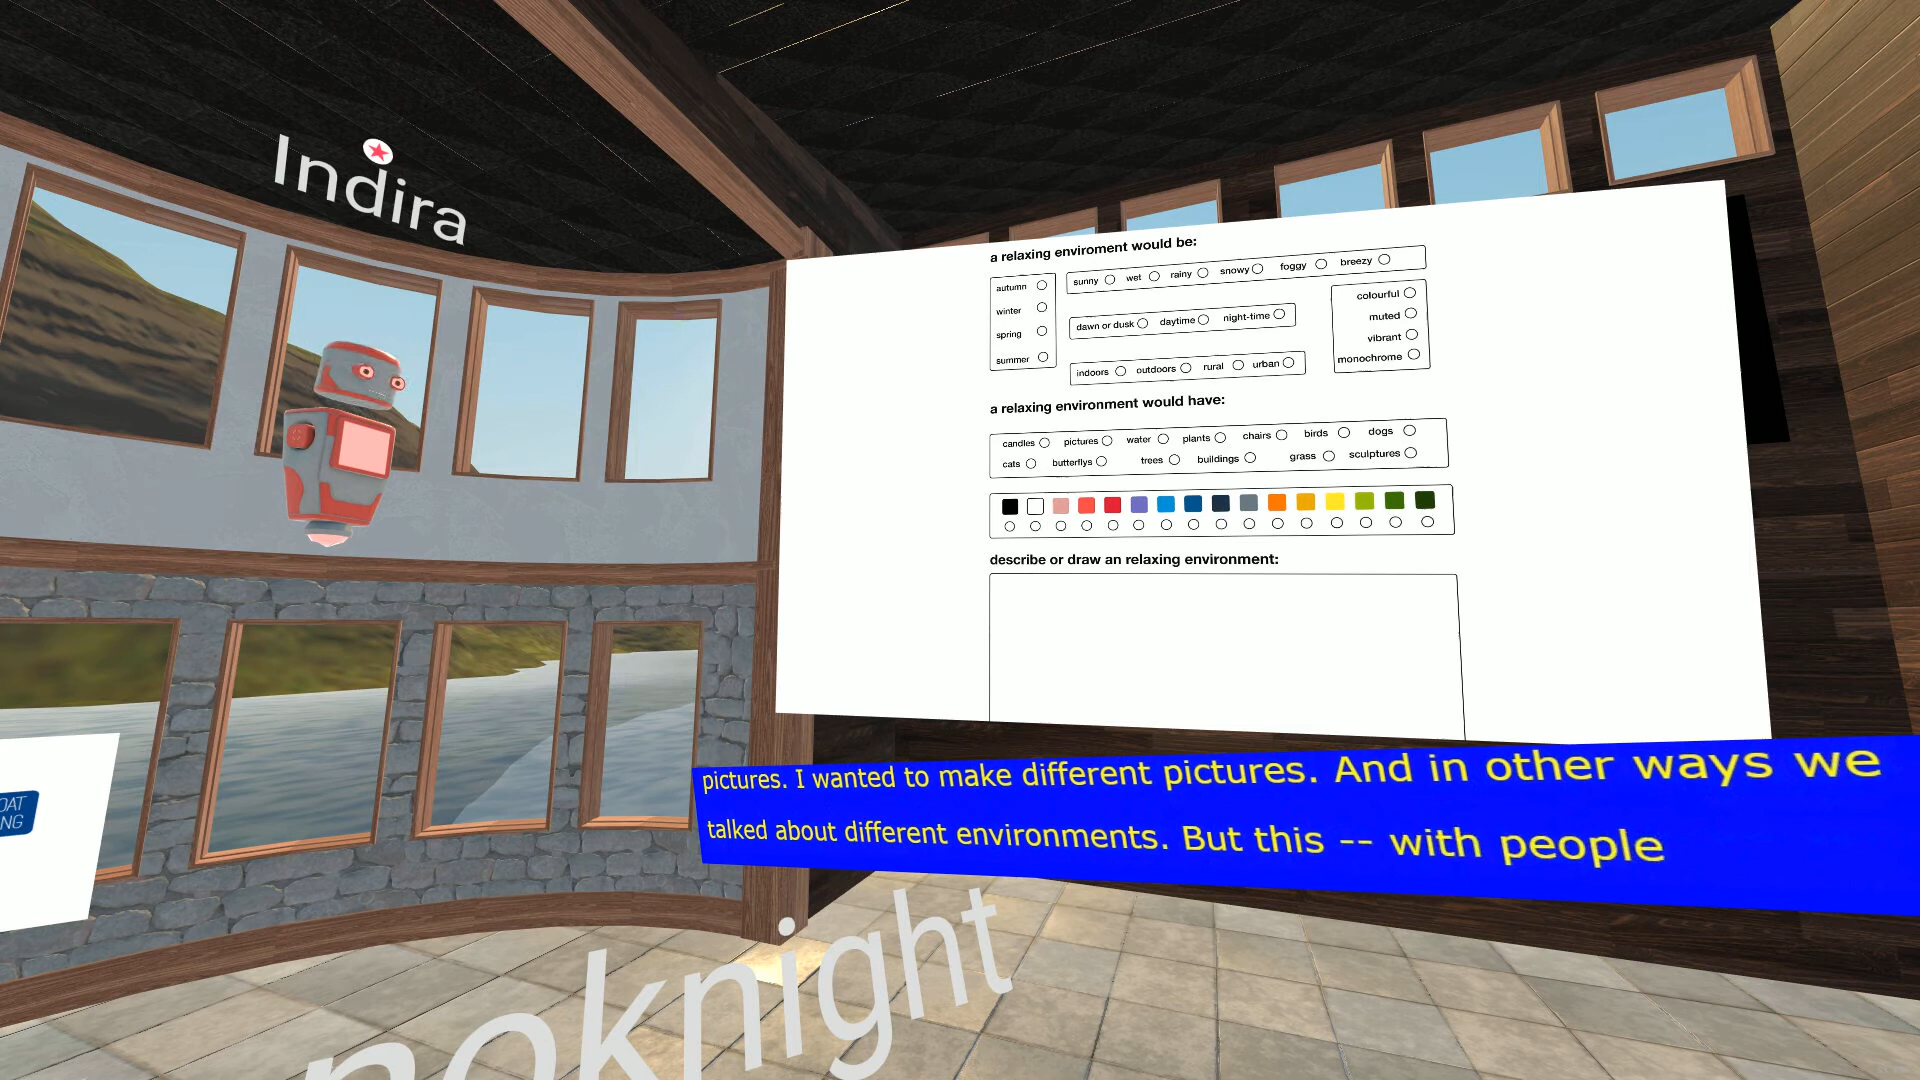 Indira
a relaxing enviroment would be:
autumn
winter
spring
summer
sunny wet rainy snowy foggy breezy
dawn or dusk daytime night-time
indoors outdoors rural urban
colourful
muted
vibrant
monochrome
a relaxing environment would have:
candles pictures water plants chairs birds dogs
cats butterflys trees buildings grass sculptures
describe or draw an relaxing environment:
pictures. I wanted to make different pictures. And in other ways we
talked about different environments. But this -- with people